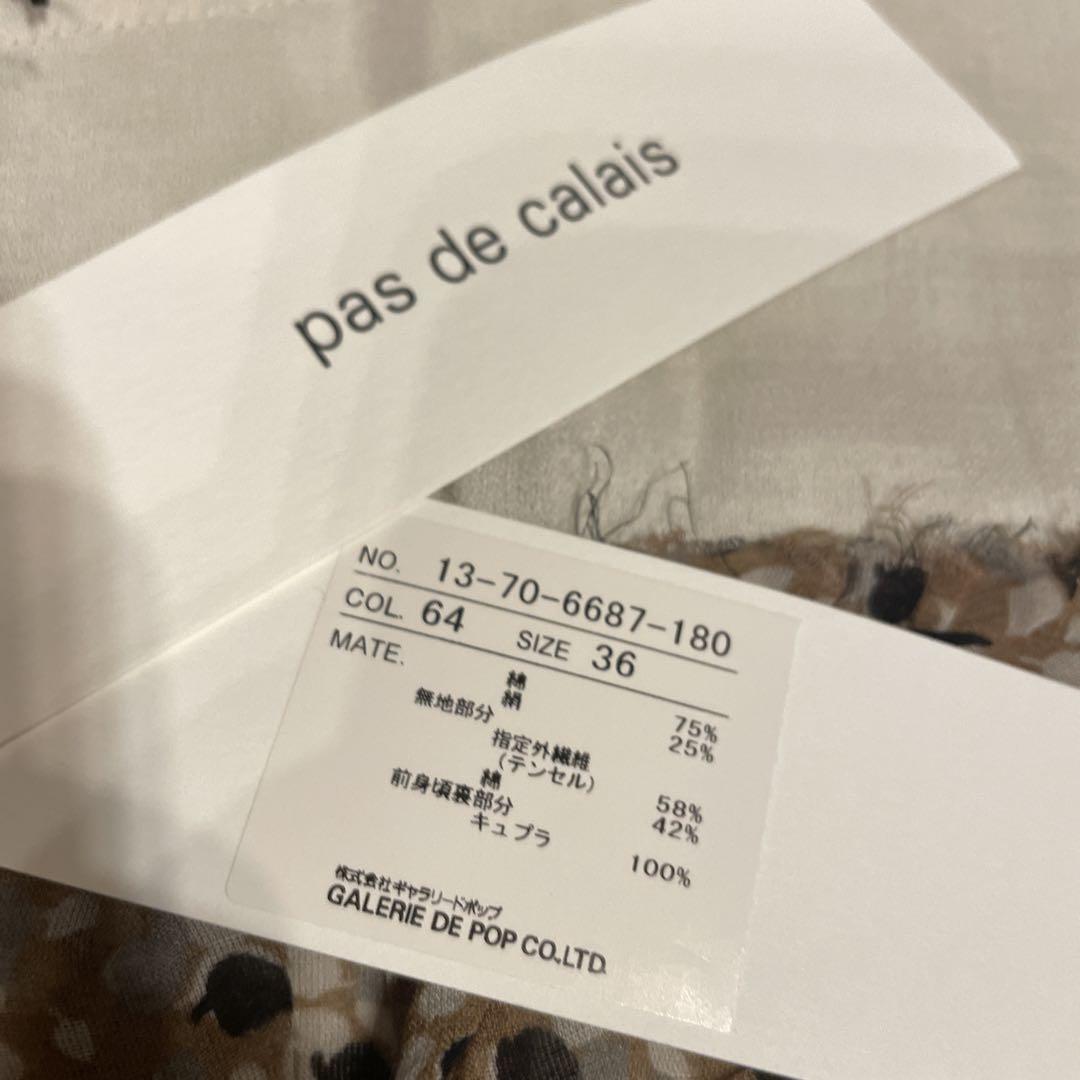 pas de calais
NO. 13-70-6687-180
COL. 64 SIZE 36
MATE.
綿 75%
絹 25%
無地部分
指定外繊維
(テンセル) 58%
綿 42%
前身頃裏部分
キュプラ 100%
株式会社ギャラリードポップ
GALERIE DE POP CO.,LTD.